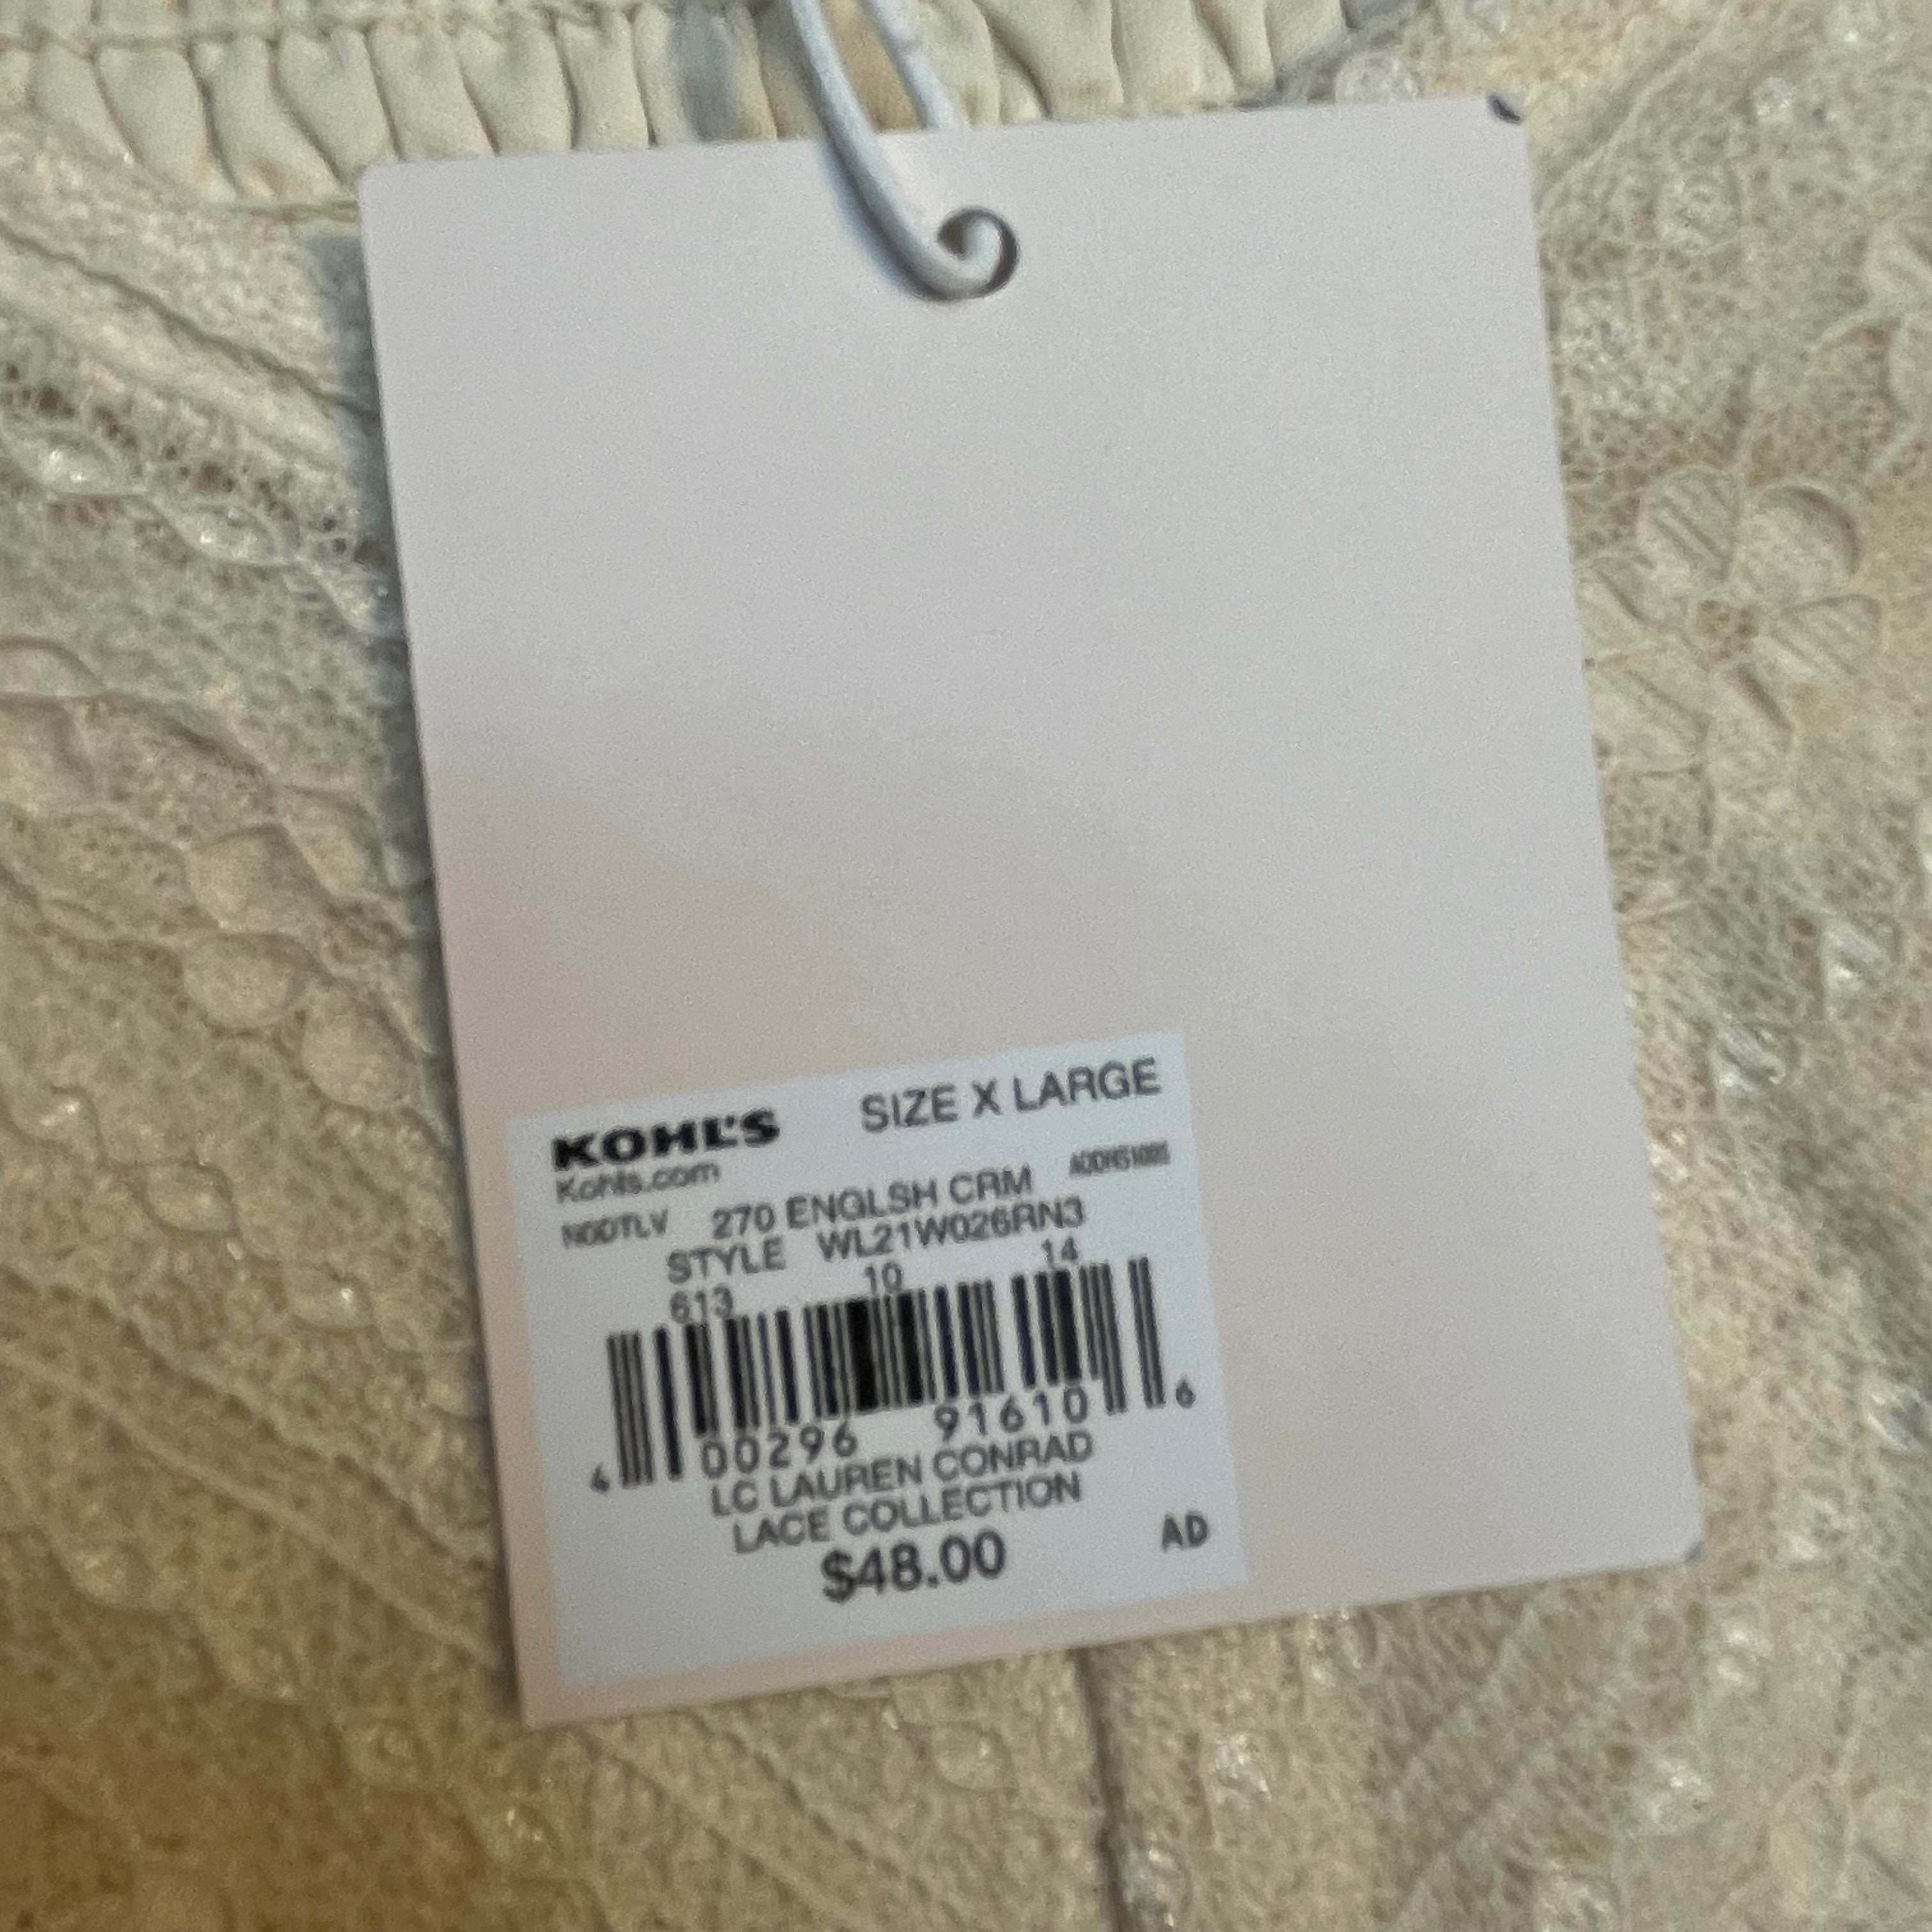 KOHL'S SIZE X LARGE
Kohls.com
270 ENGLSH CRM
STYLE WL21W026RN3
613 10 14
4 00296 91610 6
LC LAUREN CONRAD
LACE COLLECTION
$48.00 AD